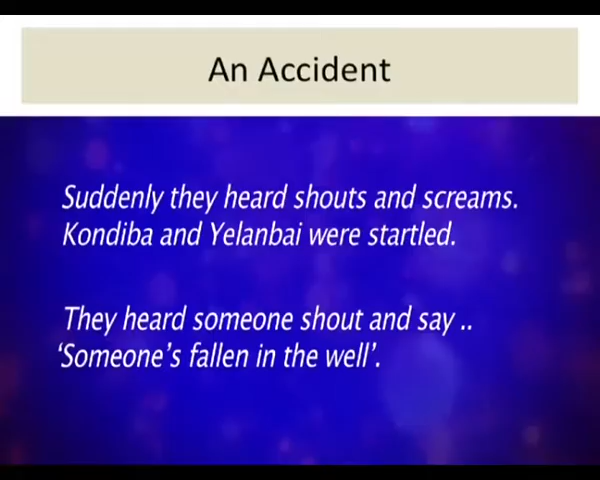 An Accident
Suddenly they heard shouts and screams.
Kondiba and Yelanbai were startled.
They heard someone shout and say ..
‘Someone’s fallen in the well’.